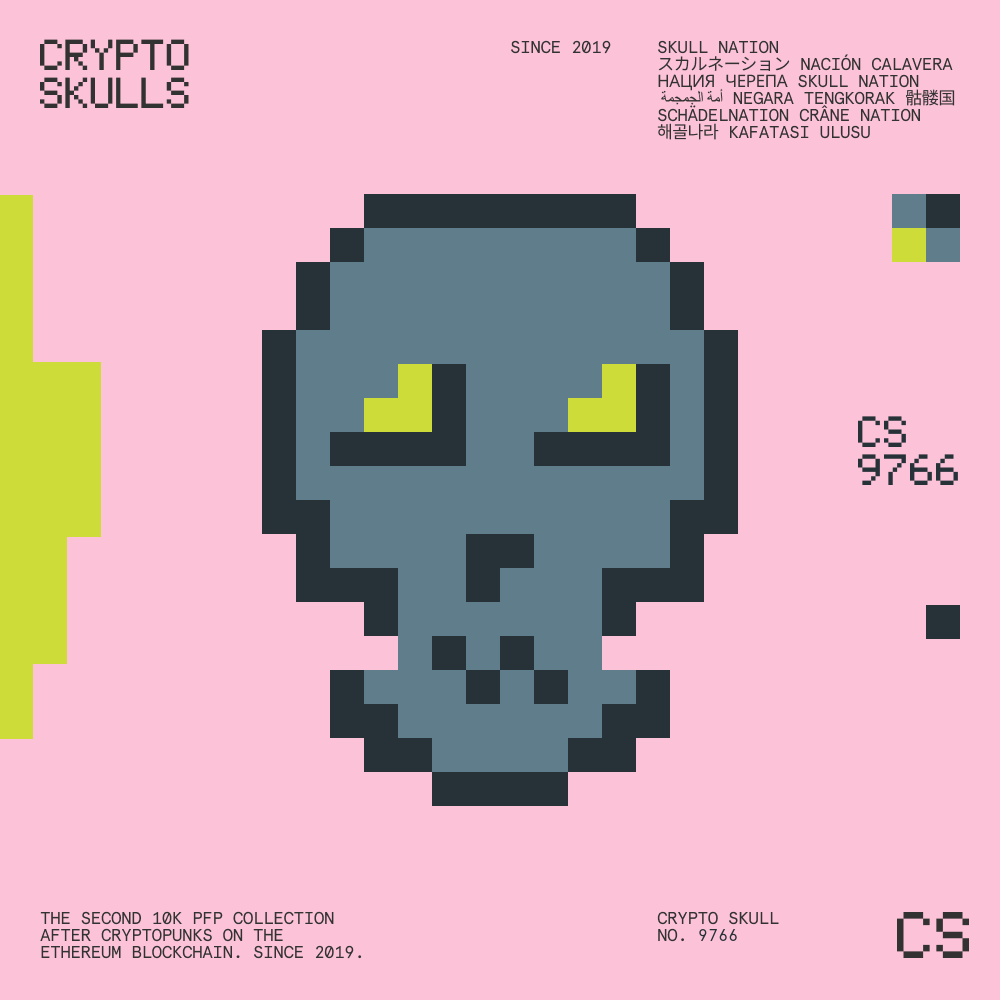 CRYPTO
SKULLS
SINCE 2019
SKULL NATION
スカルネーション NACIÓN CALAVERA
НАЦИЯ ЧЕРЕПА SKULL NATION
أمة الجمجمة NEGARA TENGKORAK 骷髅国
SCHÄDELNATION CRÂNE NATION
해골나라 KAFATASI ULUSU
CS
9766
THE SECOND 10K PFP COLLECTION
AFTER CRYPTOPUNKS ON THE
ETHEREUM BLOCKCHAIN. SINCE 2019.
CRYPTO SKULL
NO. 9766
CS